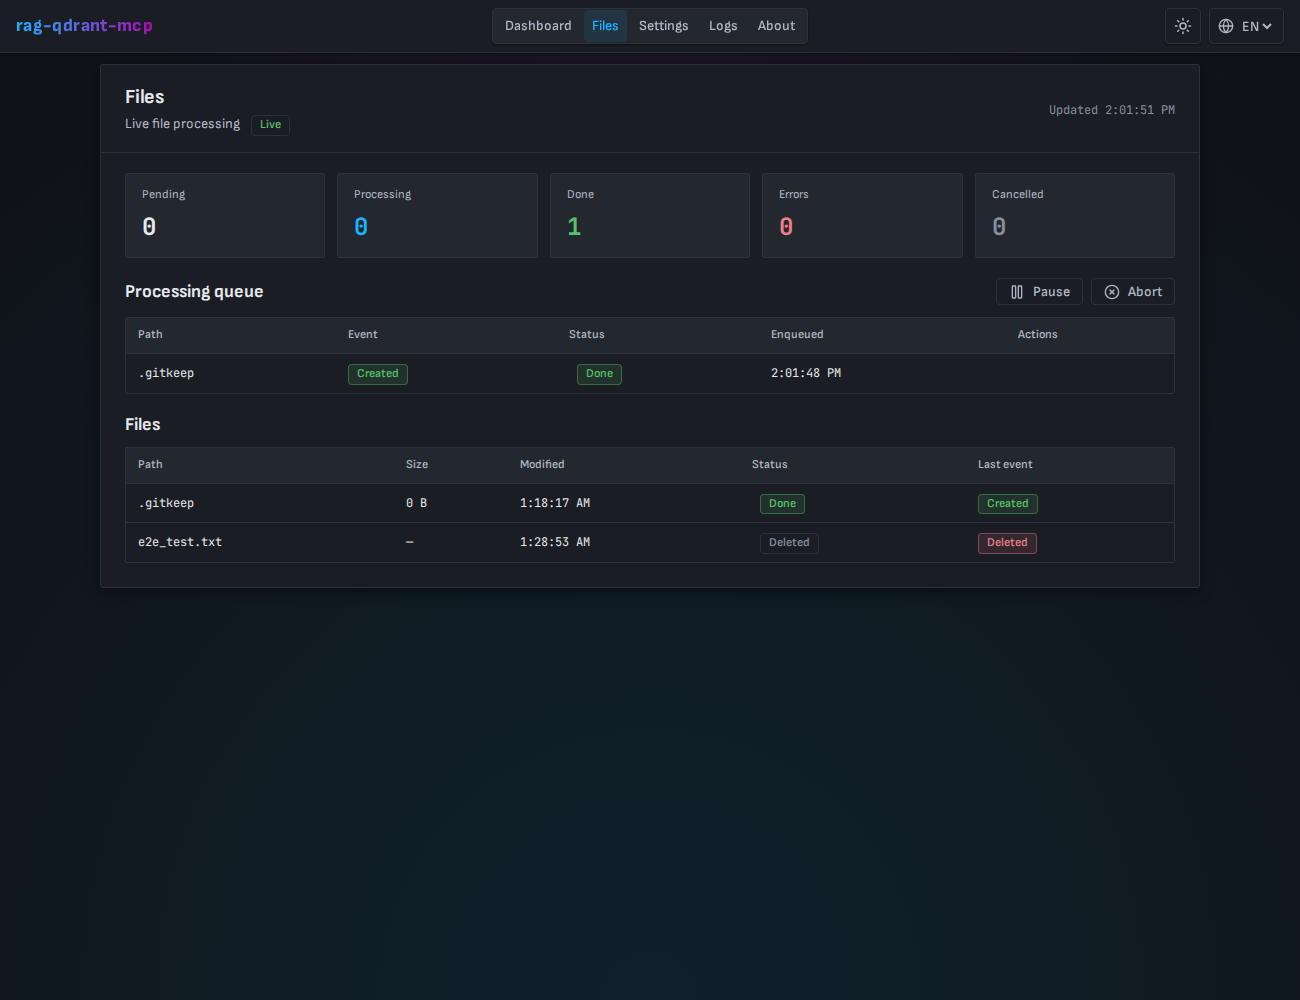 rag-qdrant-mcp Dashboard Files Settings Logs About EN
Files
Live file processing Live
Updated 2:01:51 PM
Pending Processing Done Errors Cancelled
0 0 1 0 0
Processing queue Pause Abort
Path Event Status Enqueued Actions
.gitkeep Created Done 2:01:48 PM
Files
Path Size Modified Status Last event
.gitkeep 0 B 1:18:17 AM Done Created
e2e_test.txt — 1:28:53 AM Deleted Deleted